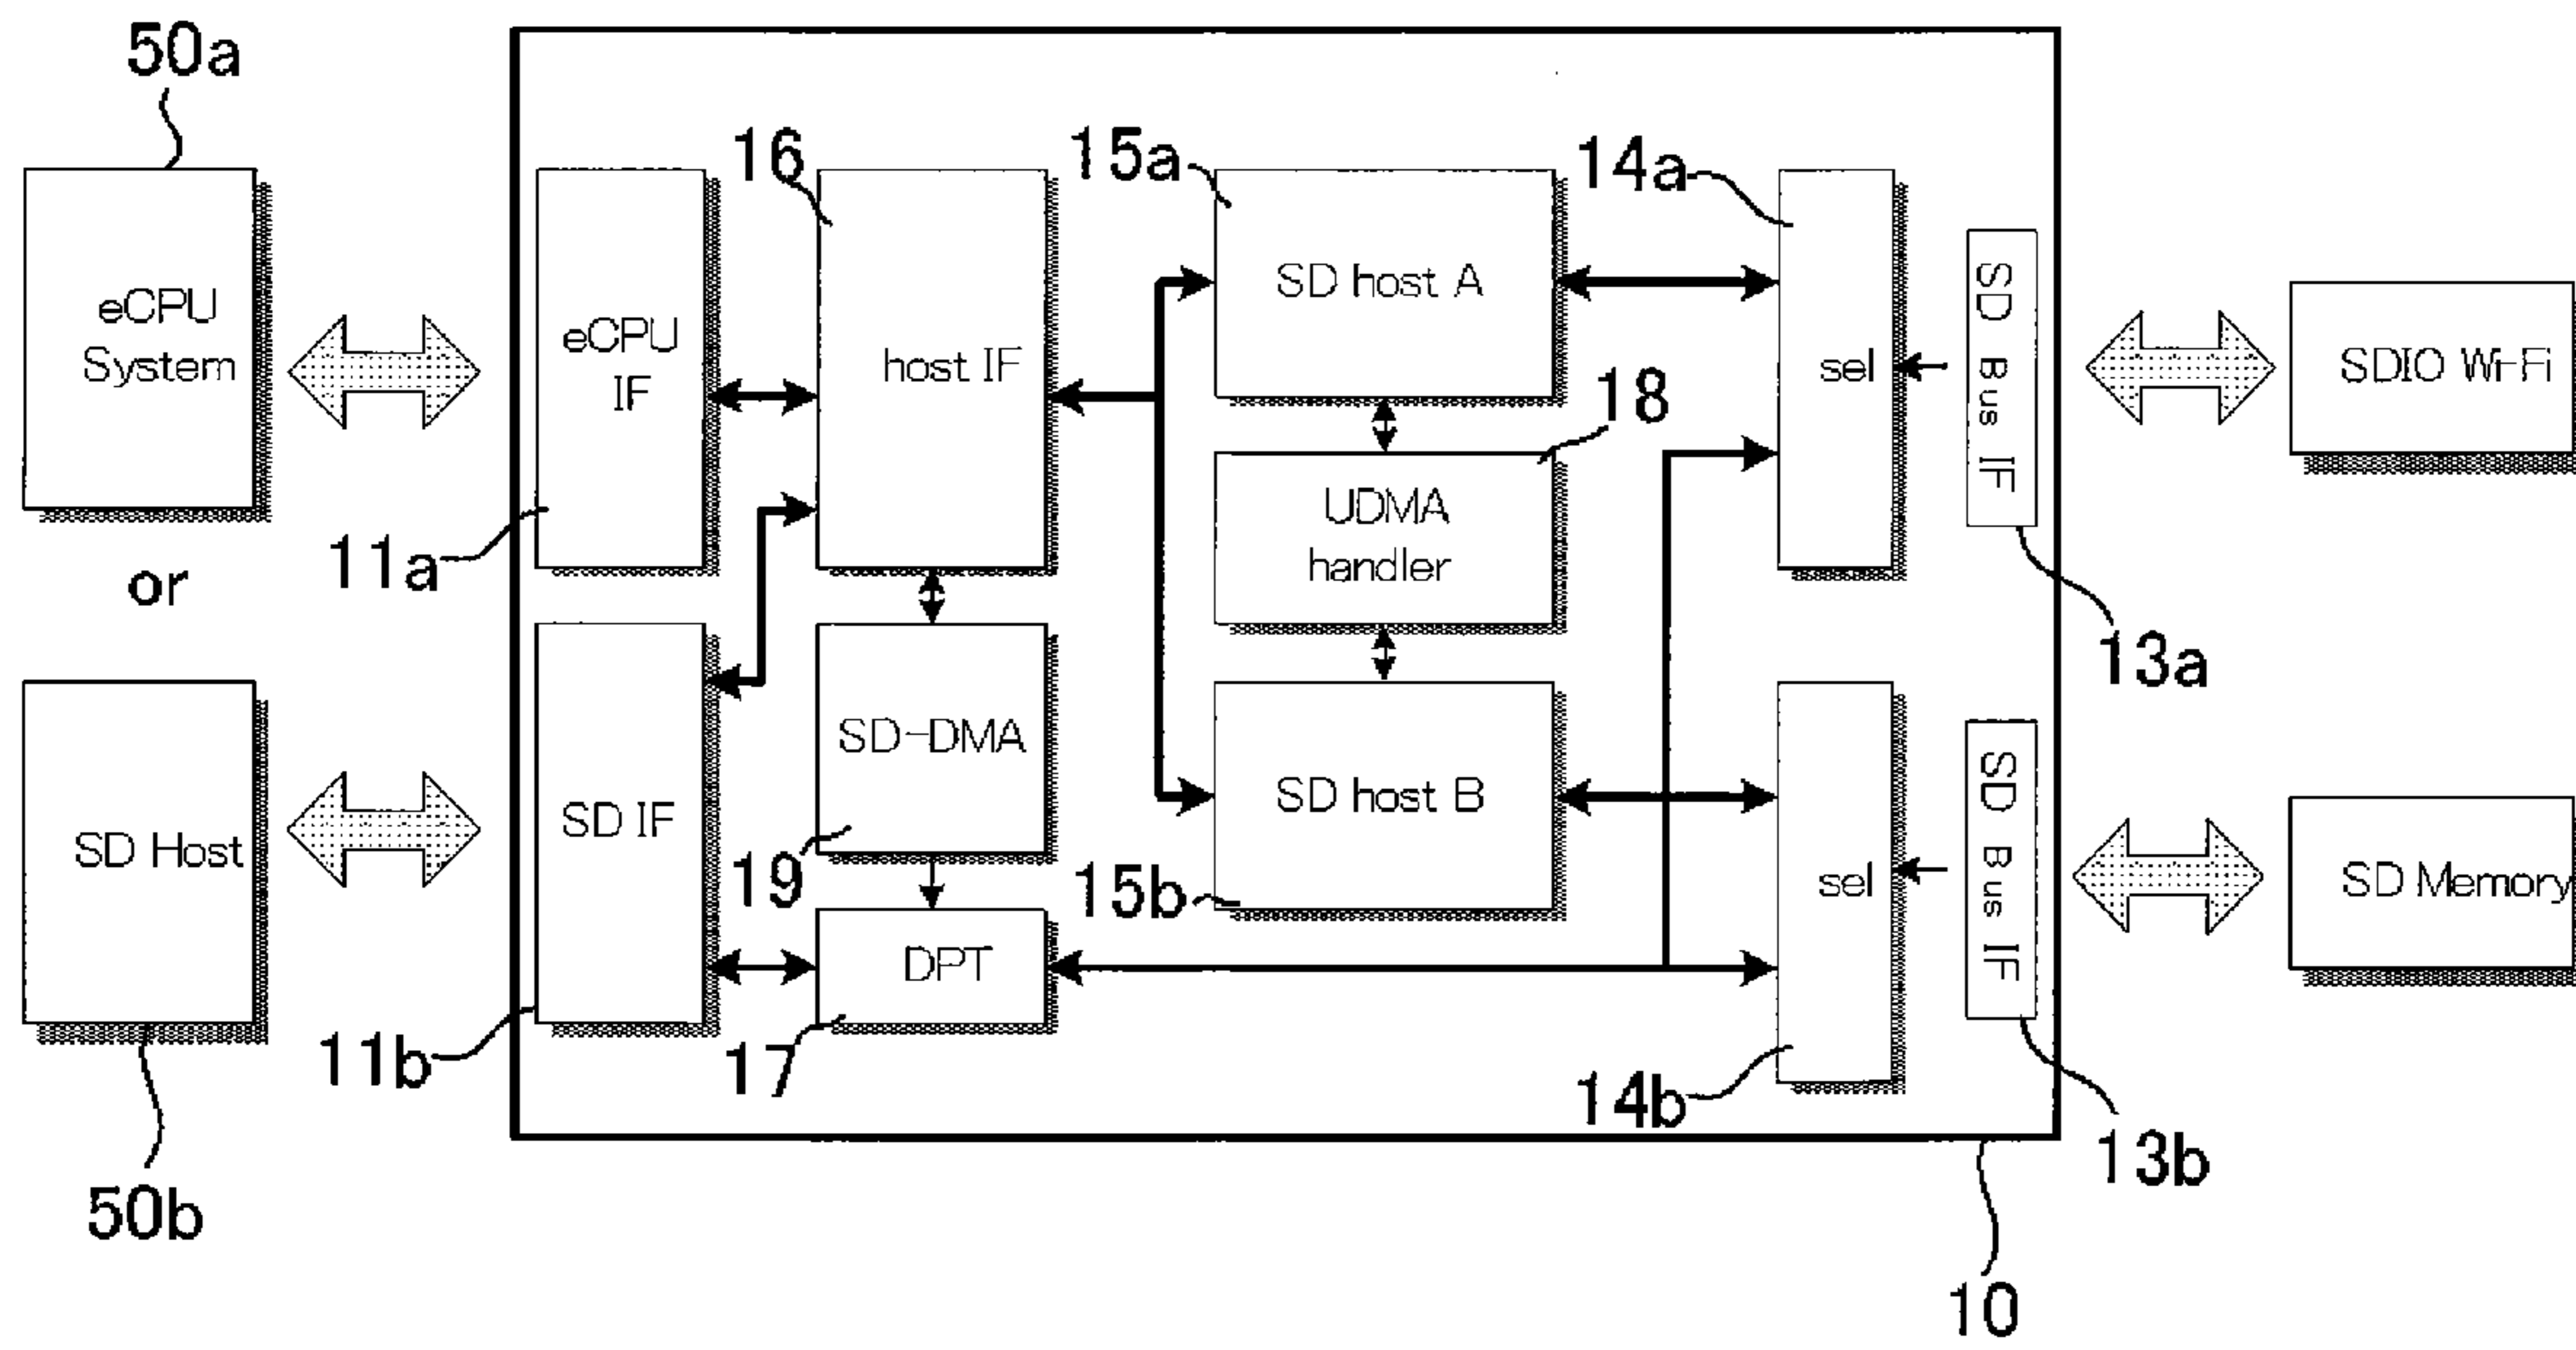 50a
16
15a
14a
eCPU
System
eCPU
IF
host IF
SD host A
sel
SD Bus IF
SDIO Wi-Fi
18
UDMA
handler
11a
or
13a
SD Host
SD IF
SD-DMA
SD host B
sel
SD Bus IF
SD Memory
19
15b
DPT
11b
17
14b
13b
50b
10